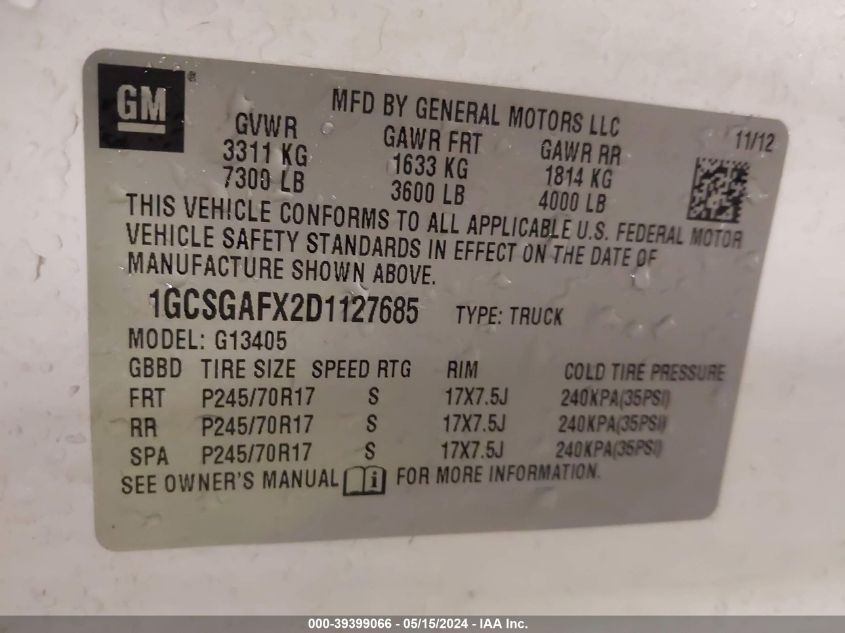 GM ®
MFD BY GENERAL MOTORS LLC
11/12
GVWR GAWR FRT GAWR RR
3311 KG 1633 KG 1814 KG
7300 LB 3600 LB 4000 LB
THIS VEHICLE CONFORMS TO ALL APPLICABLE U.S. FEDERAL MOTOR
VEHICLE SAFETY STANDARDS IN EFFECT ON THE DATE OF
MANUFACTURE SHOWN ABOVE.
1GCSGAFX2D1127685 TYPE: TRUCK
MODEL: G13405
GBBD TIRE SIZE SPEED RTG RIM COLD TIRE PRESSURE
FRT P245/70R17 S 17X7.5J 240KPA(35PSI)
RR P245/70R17 S 17X7.5J 240KPA(35PSI)
SPA P245/70R17 S 17X7.5J 240KPA(35PSI)
SEE OWNER'S MANUAL i FOR MORE INFORMATION.
000-39399066 / 05/15/2024 - IAA Inc.